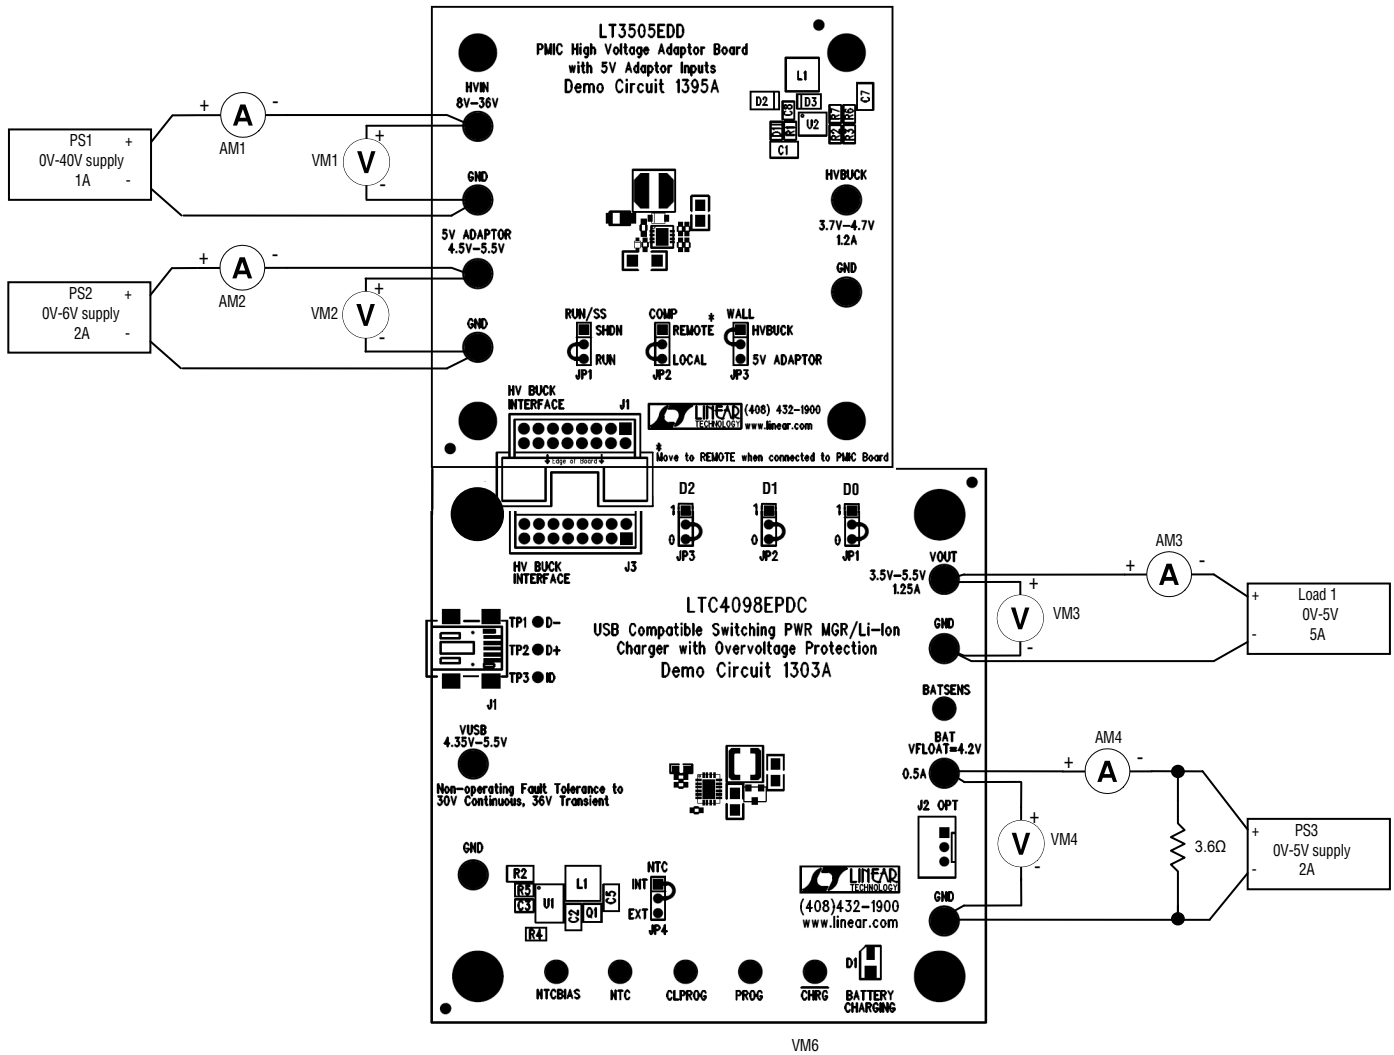 LT3505EDD
PMIC High Voltage Adaptor Board
with 5V Adaptor Inputs
Demo Circuit 1395A
L1
D2
D3
C7
C8
D1
R1
U2
R7
R6
R2
R3
C1
HVIN
8V-36V
+
A
-
AM1
PS1 +
0V-40V supply
1A -
VM1
+
V
-
GND
5V ADAPTOR
4.5V-5.5V
+
A
-
AM2
PS2 +
0V-6V supply
2A -
VM2
+
V
-
GND
HVBUCK
3.7V-4.7V
1.2A
GND
RUN/SS
SHDN
RUN
JP1
COMP
*
REMOTE
LOCAL
JP2
WALL
HVBUCK
5V ADAPTOR
JP3
HV BUCK
INTERFACE
J1
LINEAR
TECHNOLOGY
(408) 432-1900
www.linear.com
*
Move to REMOTE when connected to PMIC Board
Edge of Board
D2
1
0
JP3
D1
1
0
JP2
D0
1
0
JP1
HV BUCK
INTERFACE
J3
VOUT
3.5V-5.5V
1.25A
+
A
-
AM3
+
V
-
VM3
Load 1
+
0V-5V
5A
-
GND
LTC4098EPDC
USB Compatible Switching PWR MGR/Li-Ion
Charger with Overvoltage Protection
Demo Circuit 1303A
TP1 D-
TP2 D+
TP3 ID
J1
BATSENS
VUSB
4.35V-5.5V
Non-operating Fault Tolerance to
30V Continuous, 36V Transient
BAT
VFLOAT=4.2V
0.5A
AM4
+
A
-
J2 OPT
+
V
-
VM4
3.6Ω
+
PS3
0V-5V supply
2A
-
GND
GND
R2
R5
C3
U1
L1
C2
Q1
C5
R4
NTC
INT
EXT
JP4
LINEAR
TECHNOLOGY
(408)432-1900
www.linear.com
NTCBIAS
NTC
CLPROG
PROG
CHRG
D1
BATTERY
CHARGING
VM6